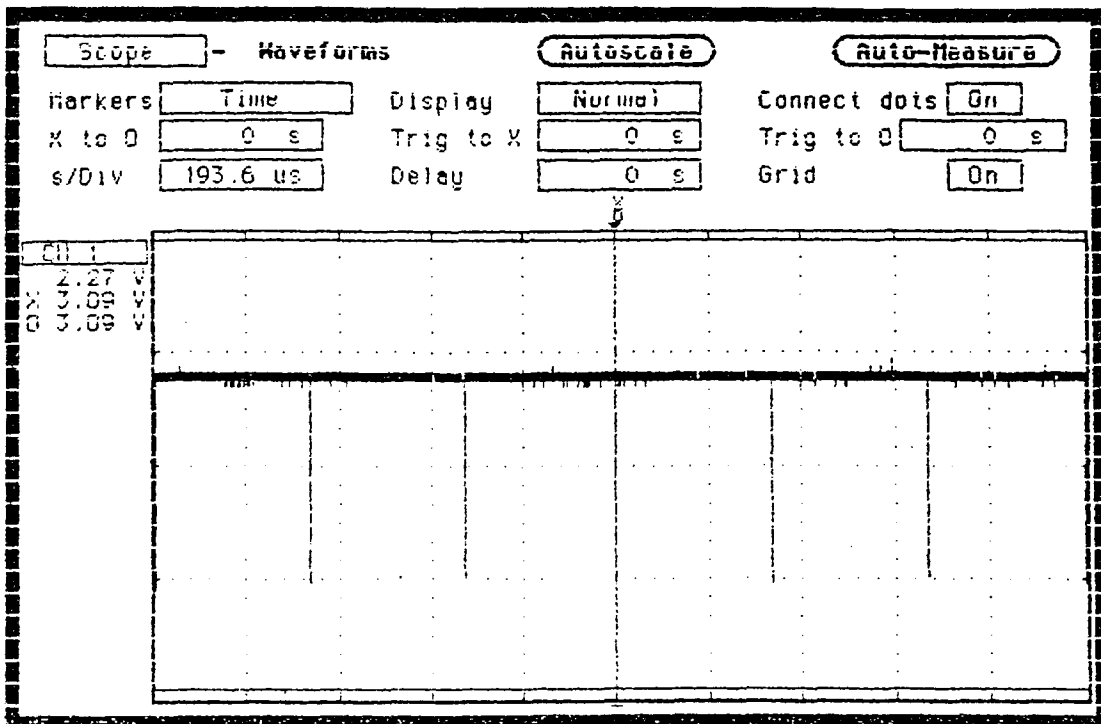 Scope - Waveforms Autoscale Auto-Measure
Markers Time Display Normal Connect dots On
X to O 0 s Trig to X 0 s Trig to O 0 s
s/Div 193.6 us Delay 0 s Grid On
X
O
CH 1
2.27 V
X 3.09 V
O 3.09 V